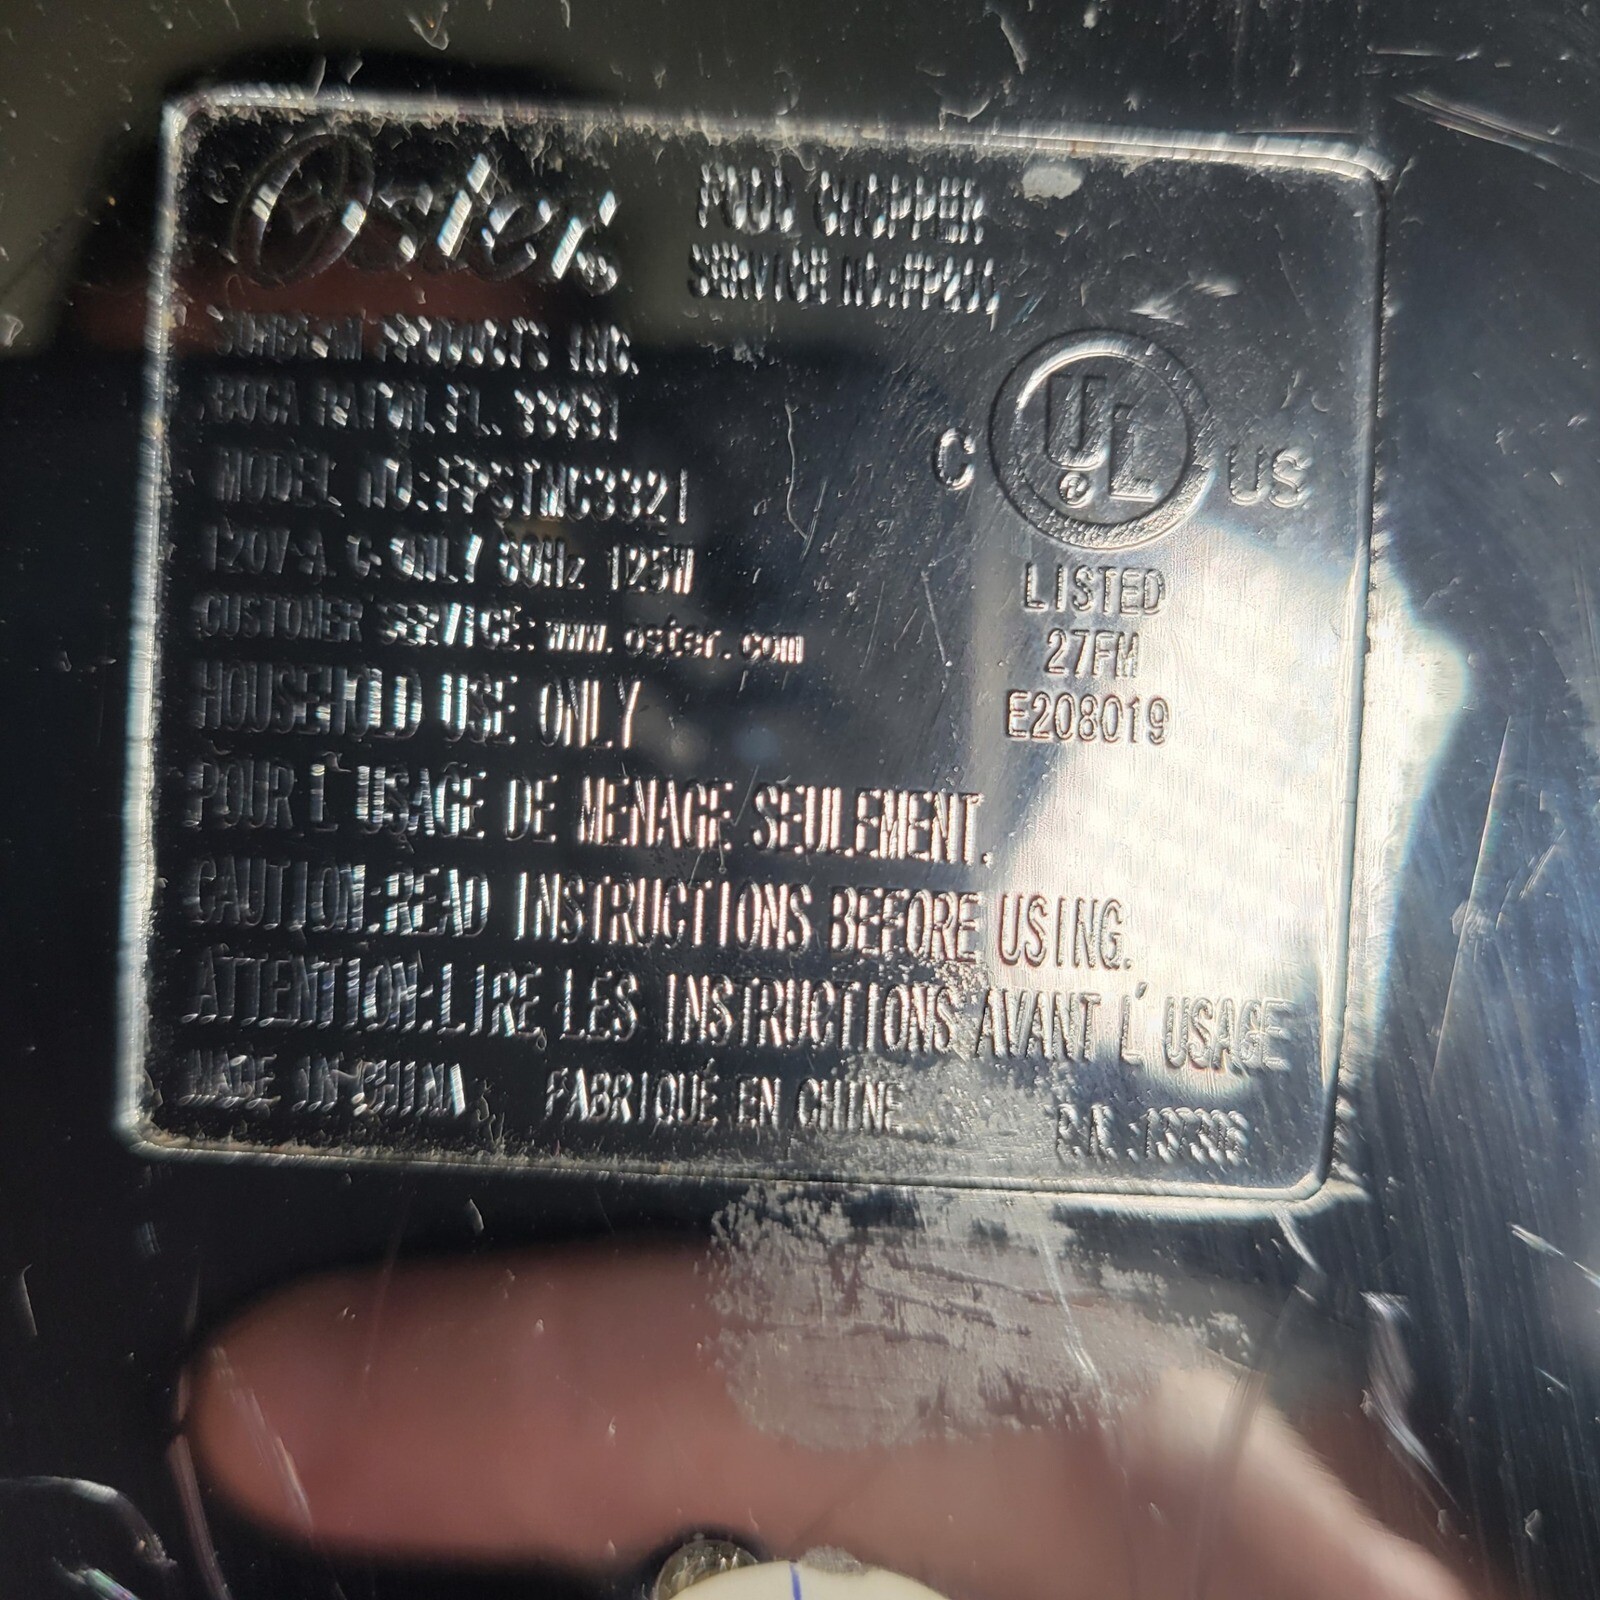 Oster®
FOOD CHOPPER
SERVICE NO.:
SUNBEAM PRODUCTS INC.
BOCA RATON, FL. 33431
MODEL NO.:FPSTMC3321
120V A.C. ONLY 60Hz 125W
CUSTOMER SERVICE: www.oster.com
HOUSEHOLD USE ONLY
POUR L'USAGE DE MENAGE SEULEMENT.
CAUTION:READ INSTRUCTIONS BEFORE USING.
ATTENTION:LIRE LES INSTRUCTIONS AVANT L'USAGE
MADE IN CHINA FABRIQUÉ EN CHINE
C UL® US
LISTED
27FM
E208019
P.N.: